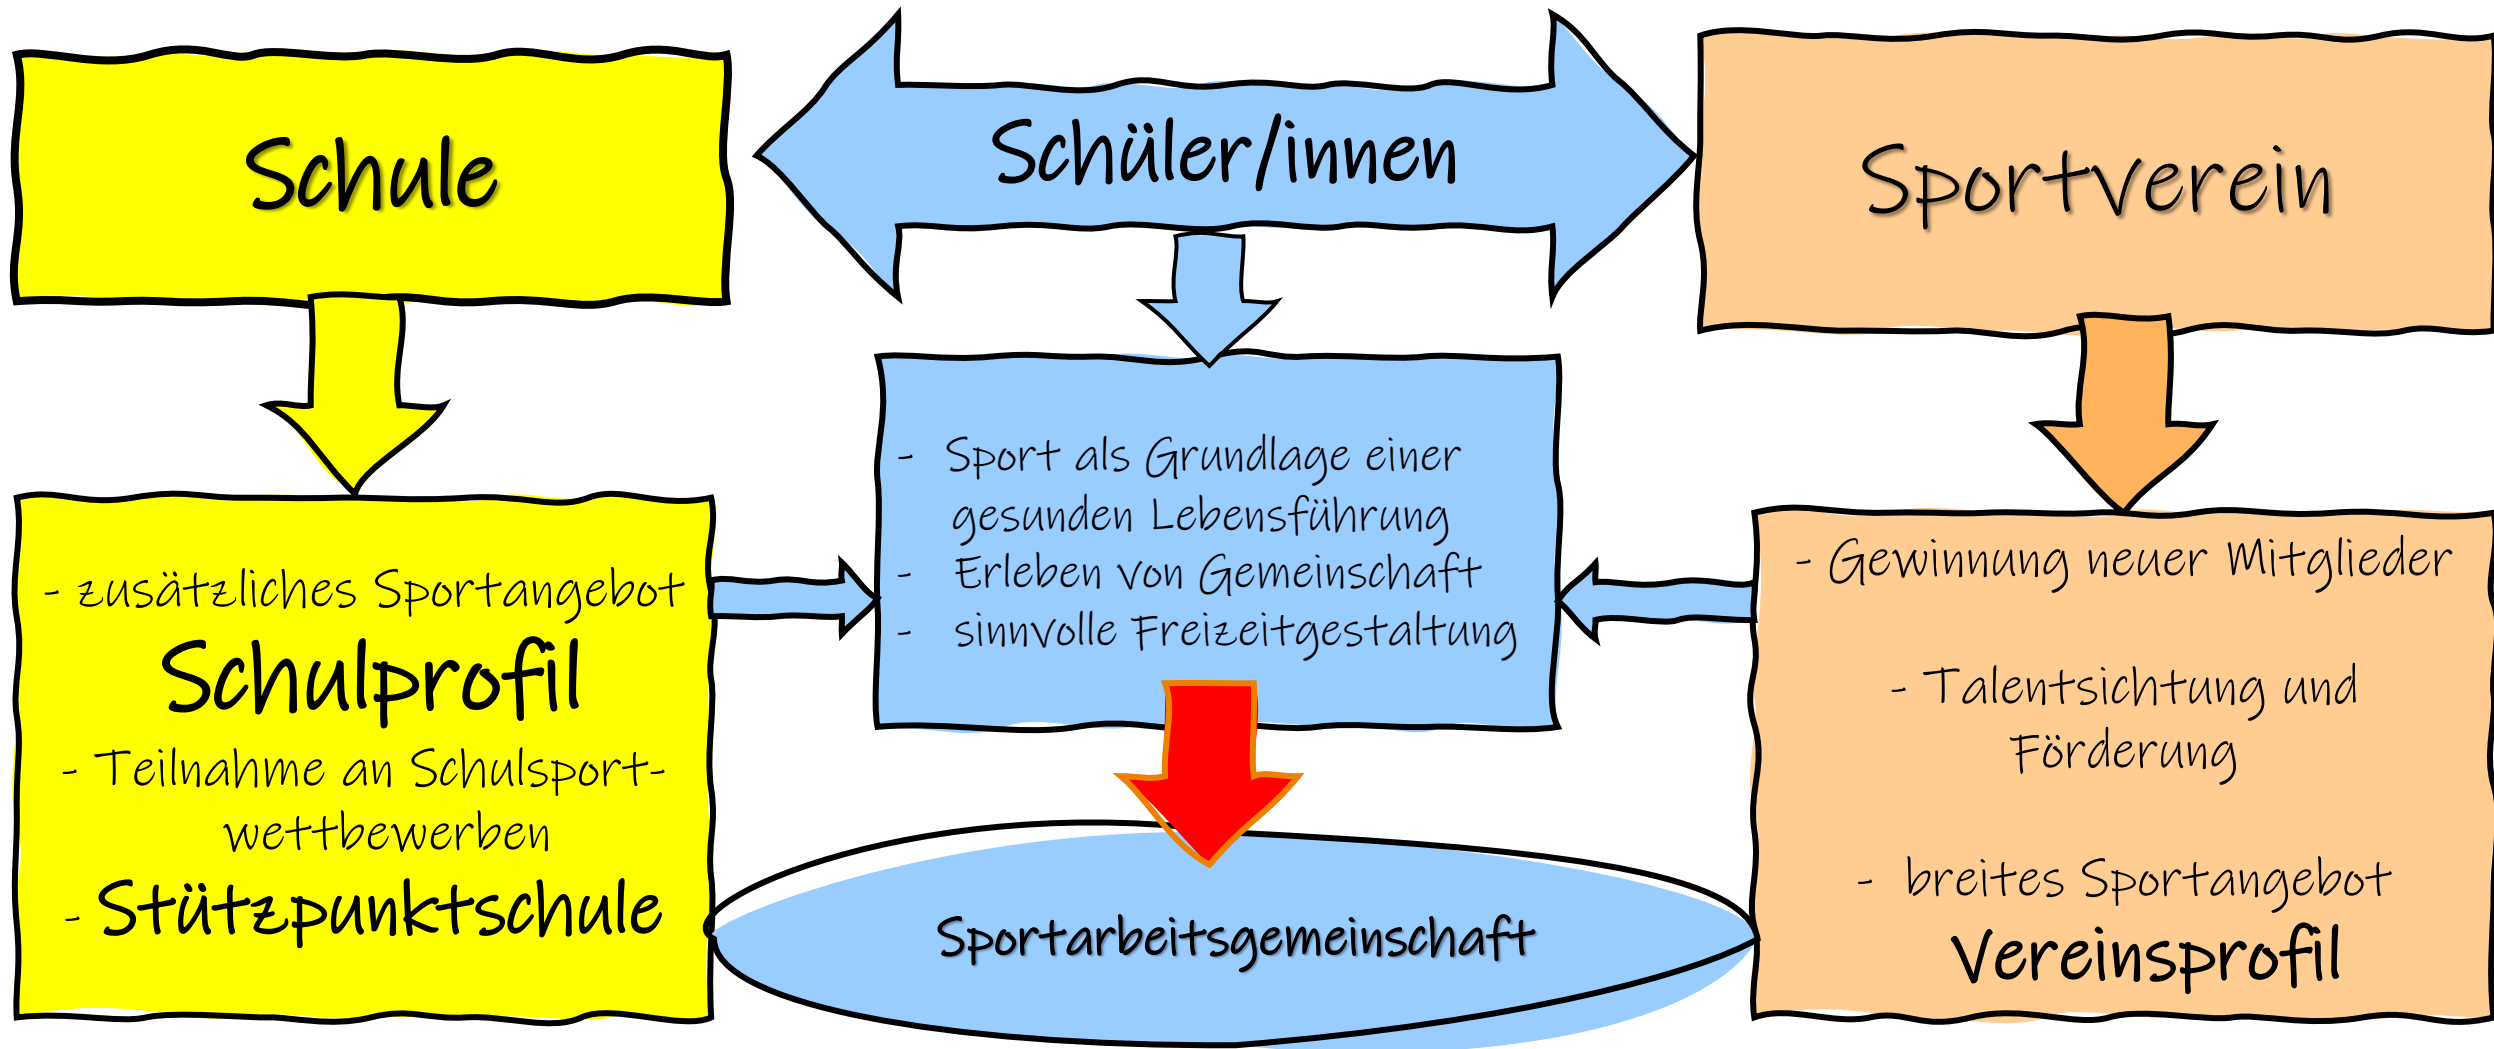 Schule
Schüler/innen
Sportverein
- zusätzliches Sportangebot
Schulprofil
- Teilnahme an Schulsport-
wettbewerben
- Stützpunktschule
- Sport als Grundlage einer
gesunden Lebensführung
- Erleben von Gemeinschaft
- sinnvolle Freizeitgestaltung
- Gewinnung neuer Mitglieder
- Talentsichtung und
Förderung
- breites Sportangebot
Vereinsprofil
Sportarbeitsgemeinschaft